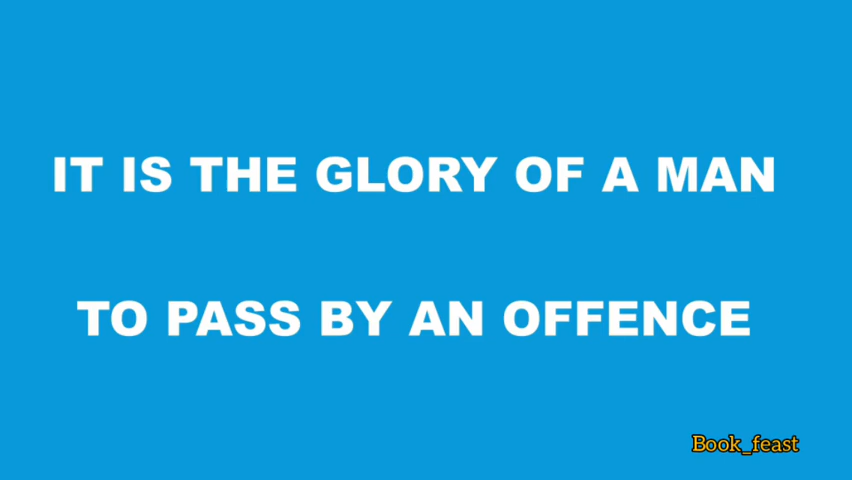 IT IS THE GLORY OF A MAN
TO PASS BY AN OFFENCE
Book_feast